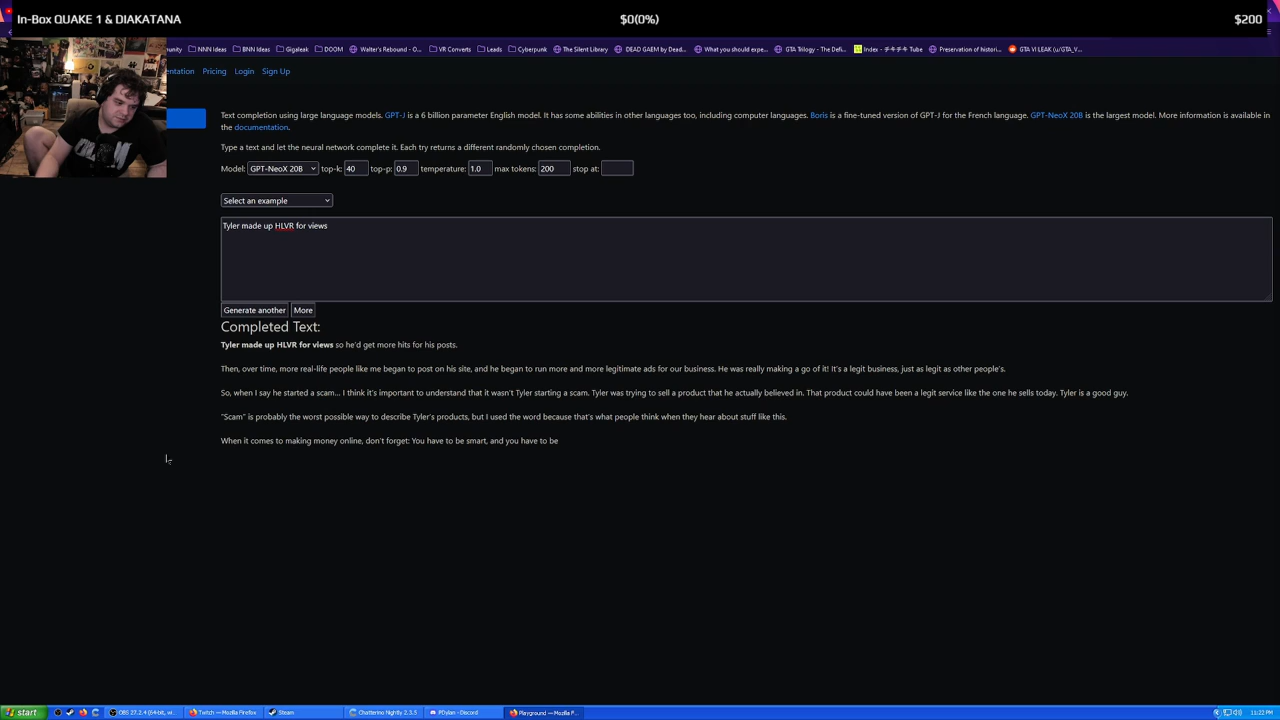 In-Box QUAKE 1 & DIAKATANA
$0(0%)
$200
nunity
NNN Ideas
BNN Ideas
Gigaleak
DOOM
Walter's Rebound - O...
VR Converts
Leads
Cyberpunk
The Silent Library
DEAD GAEM by Dead...
What you should expe...
GTA Trilogy - The Defi...
Index - チキチキ Tube
Preservation of histori...
GTA VI LEAK (u/GTA_V...
entation
Pricing
Login
Sign Up
Text completion using large language models. GPT-J is a 6 billion parameter English model. It has some abilities in other languages too, including computer languages. Boris is a fine-tuned version of GPT-J for the French language. GPT-NeoX 20B is the largest model. More information is available in
the documentation.
Type a text and let the neural network complete it. Each try returns a different randomly chosen completion.
Model: GPT-NeoX 20B top-k: 40 top-p: 0.9 temperature: 1.0 max tokens: 200 stop at:
Select an example
Tyler made up HLVR for views
Generate another
More
Completed Text:
Tyler made up HLVR for views so he'd get more hits for his posts.
Then, over time, more real-life people like me began to post on his site, and he began to run more and more legitimate ads for our business. He was really making a go of it! It's a legit business, just as legit as other people's.
So, when I say he started a scam... I think it's important to understand that it wasn't Tyler starting a scam. Tyler was trying to sell a product that he actually believed in. That product could have been a legit service like the one he sells today. Tyler is a good guy.
"Scam" is probably the worst possible way to describe Tyler's products, but I used the word because that's what people think when they hear about stuff like this.
When it comes to making money online, don't forget: You have to be smart, and you have to be
start
OBS 27.2.4 (64-bit, wi...
Twitch — Mozilla Firefox
Steam
Chatterino Nightly 2.3.5
PDylan - Discord
Playground — Mozilla F...
11:22 PM